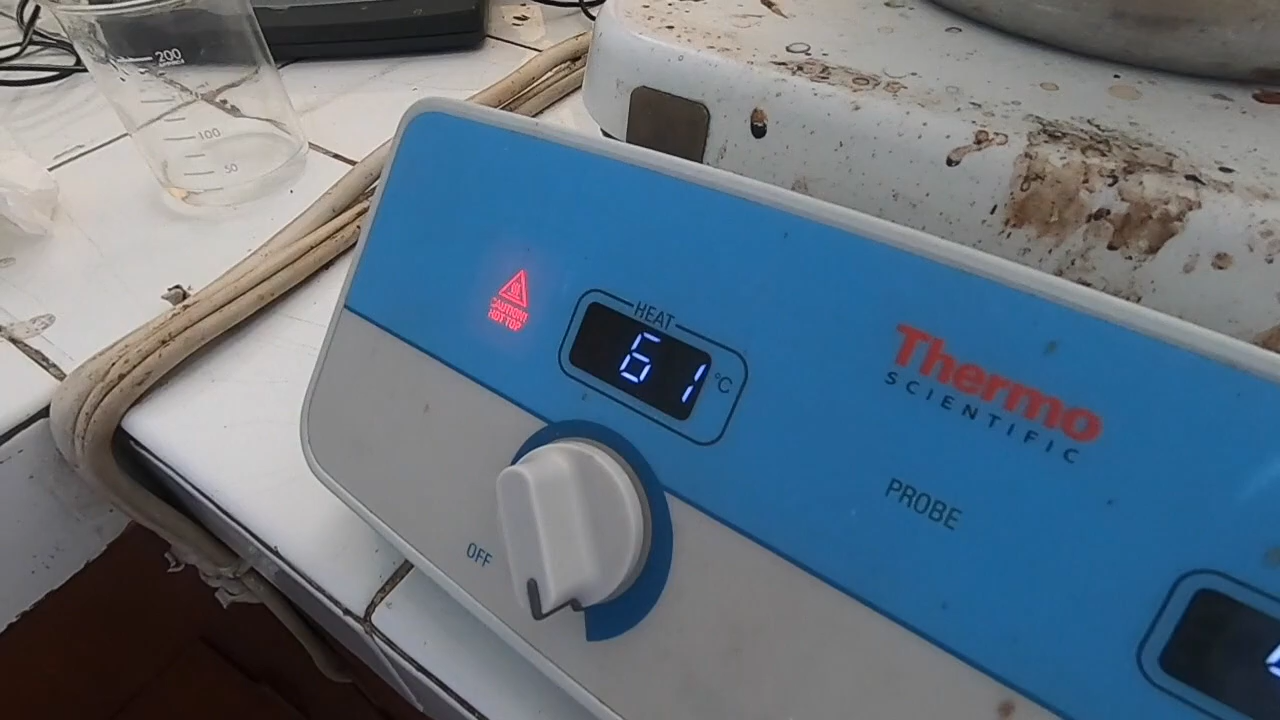 200
100
50
CAUTION!
HOT TOP
HEAT
61 °C
Thermo
SCIENTIFIC
PROBE
OFF